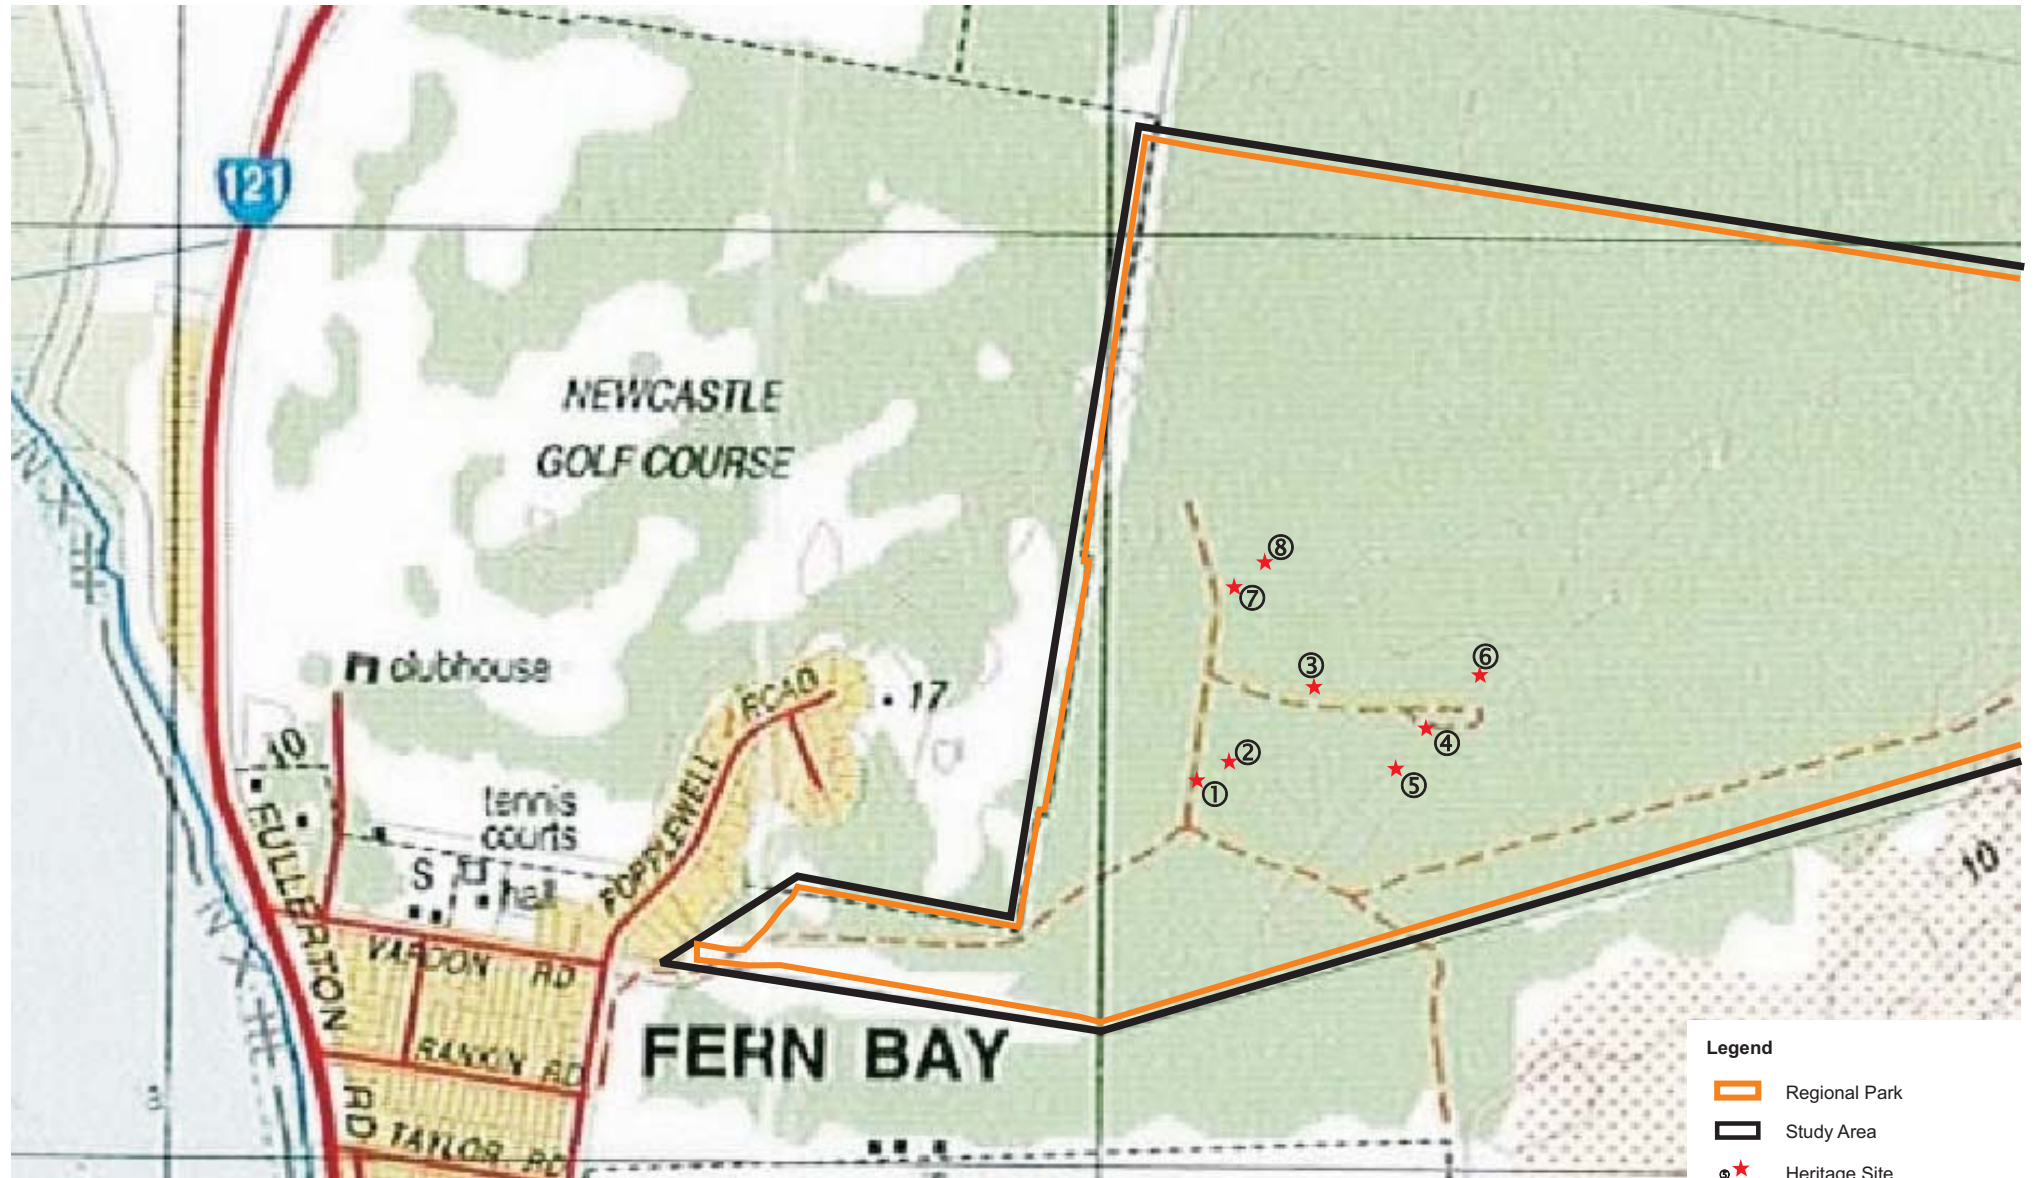 121
NEWCASTLE
GOLF COURSE
⑧
⑦
clubhouse
ROAD
17
③
⑥
④
②
⑤
①
10
tennis
courts
POPPLEWELL
S
hall
FULLERTON
RD
VARDON RD
10
FERN BAY
RANKIN RD
TAYLOR RD
Legend
Regional Park
Study Area
⑤ Heritage Site